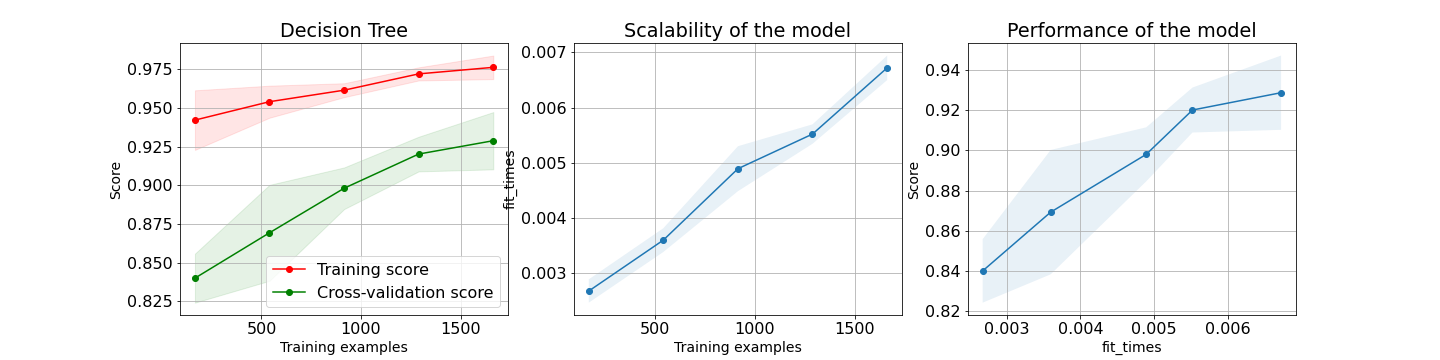 Decision Tree
0.975
0.950
0.925
0.900
0.875
0.850
0.825
Score
Training score
Cross-validation score
500 1000 1500
Training examples
Scalability of the model
0.007
0.006
0.005
0.004
0.003
fit_times
500 1000 1500
Training examples
Performance of the model
0.94
0.92
0.90
0.88
0.86
0.84
0.82
Score
0.003 0.004 0.005 0.006
fit_times